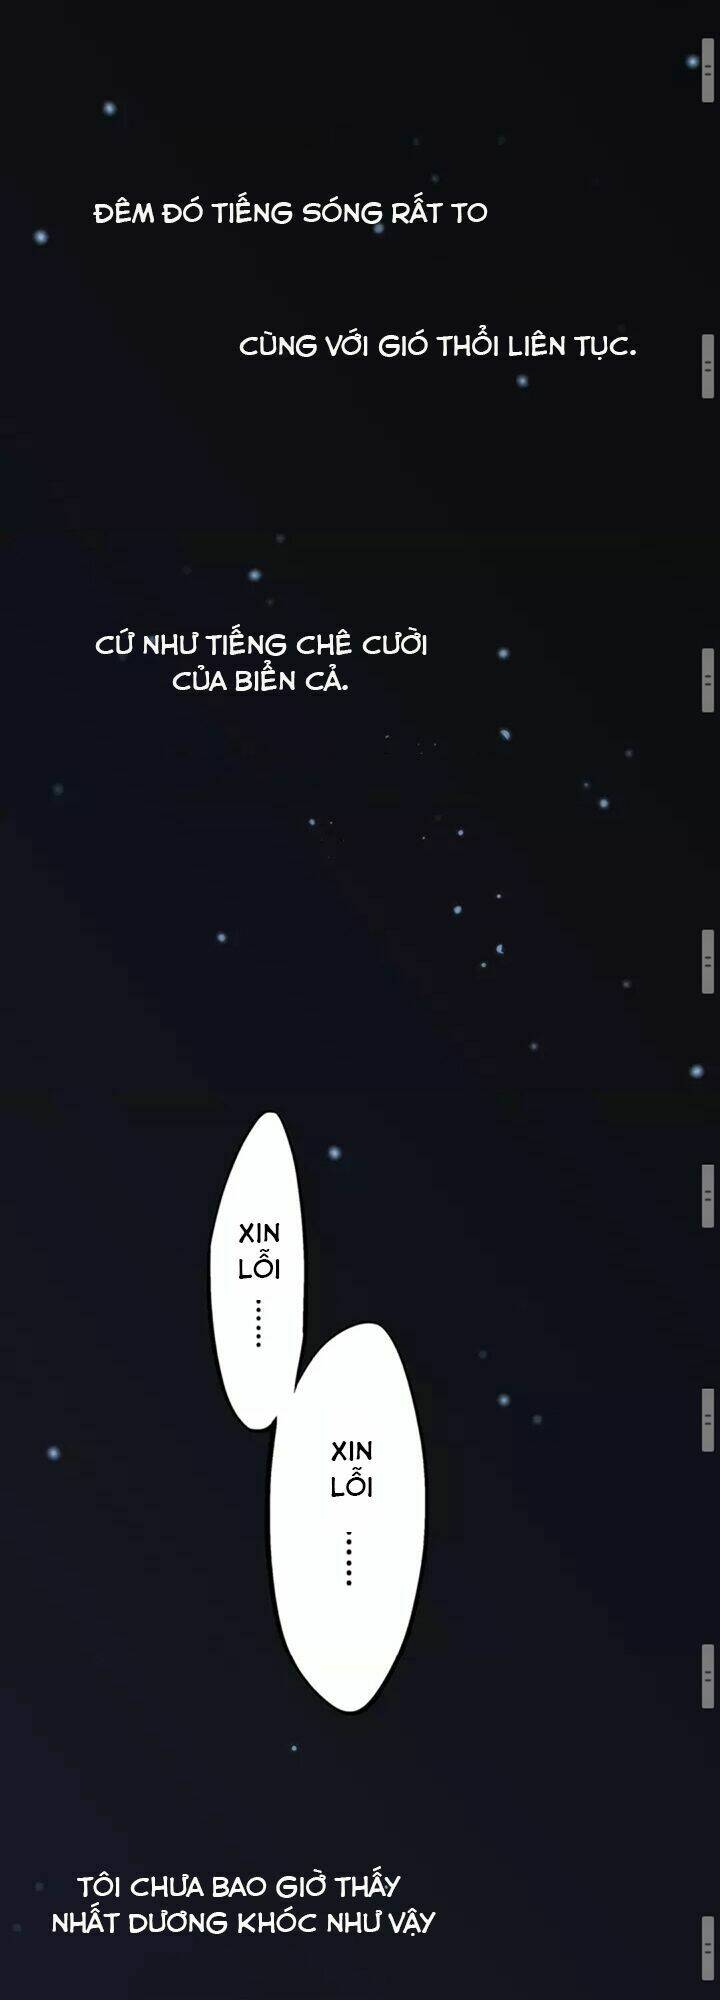 ĐÊM ĐÓ TIẾNG SÓNG RẤT TO
CÙNG VỚI GIÓ THỔI LIÊN TỤC.
CỨ NHƯ TIẾNG CHÊ CƯỜI
CỦA BIỂN CẢ.
XIN
LỖI
.......
XIN
LỖI
.......
TÔI CHƯA BAO GIỜ THẤY
NHẤT DƯƠNG KHÓC NHƯ VẬY